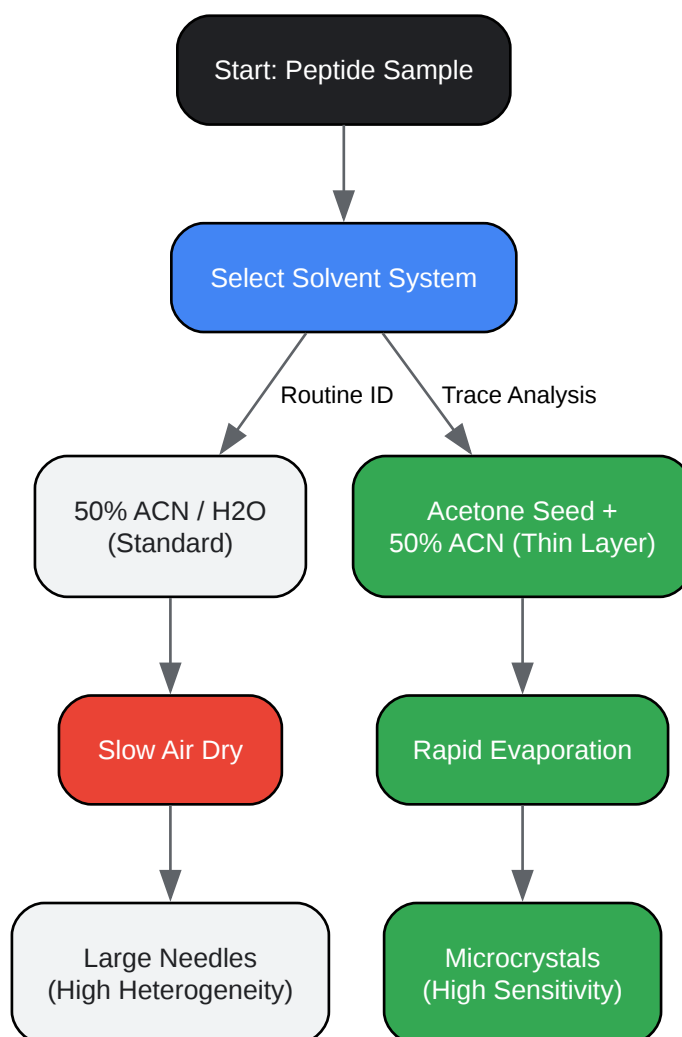 Start: Peptide Sample
Select Solvent System
Routine ID
Trace Analysis
50% ACN / H2O
(Standard)
Acetone Seed +
50% ACN (Thin Layer)
Slow Air Dry
Rapid Evaporation
Large Needles
(High Heterogeneity)
Microcrystals
(High Sensitivity)